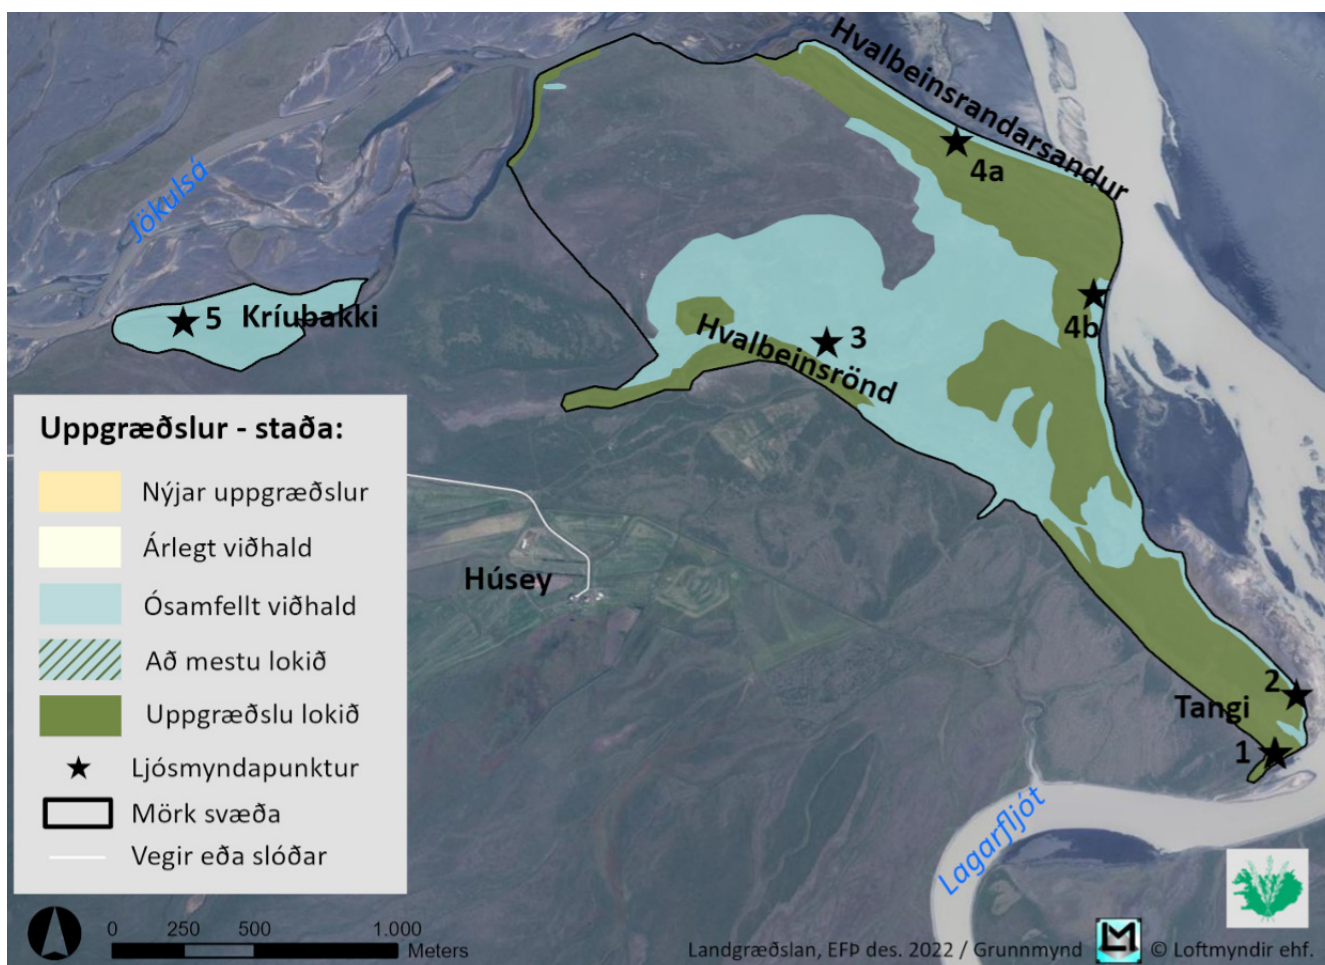 Hvalbeinsrandarsandur
4a
Jökulsá
5 Kríubakki
4b
3
Hvalbeinsrönd
Uppgræðslur - staða:
Nýjar uppgræðslur
Árlegt viðhald
Ósamfellt viðhald
Að mestu lokið
Uppgræðslu lokið
Ljósmyndapunktur
Mörk svæða
Vegir eða slóðar
Húsey
2
Tangi
1
Lagarfljót
0 250 500 1.000
Meters
Landgræðslan, EFÞ des. 2022 / Grunnmynd LM © Loftmyndir ehf.